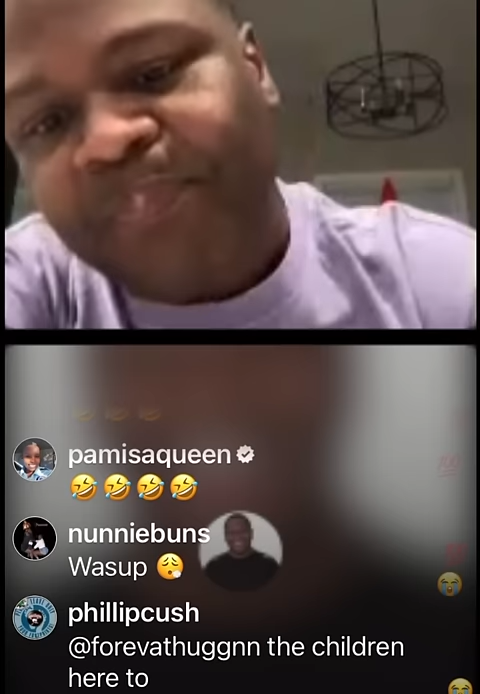 pamisaqueen
🤣🤣🤣🤣
nunniebuns
Wasup 😮‍💨
phillipcush
@forevathuggnn the children
here to